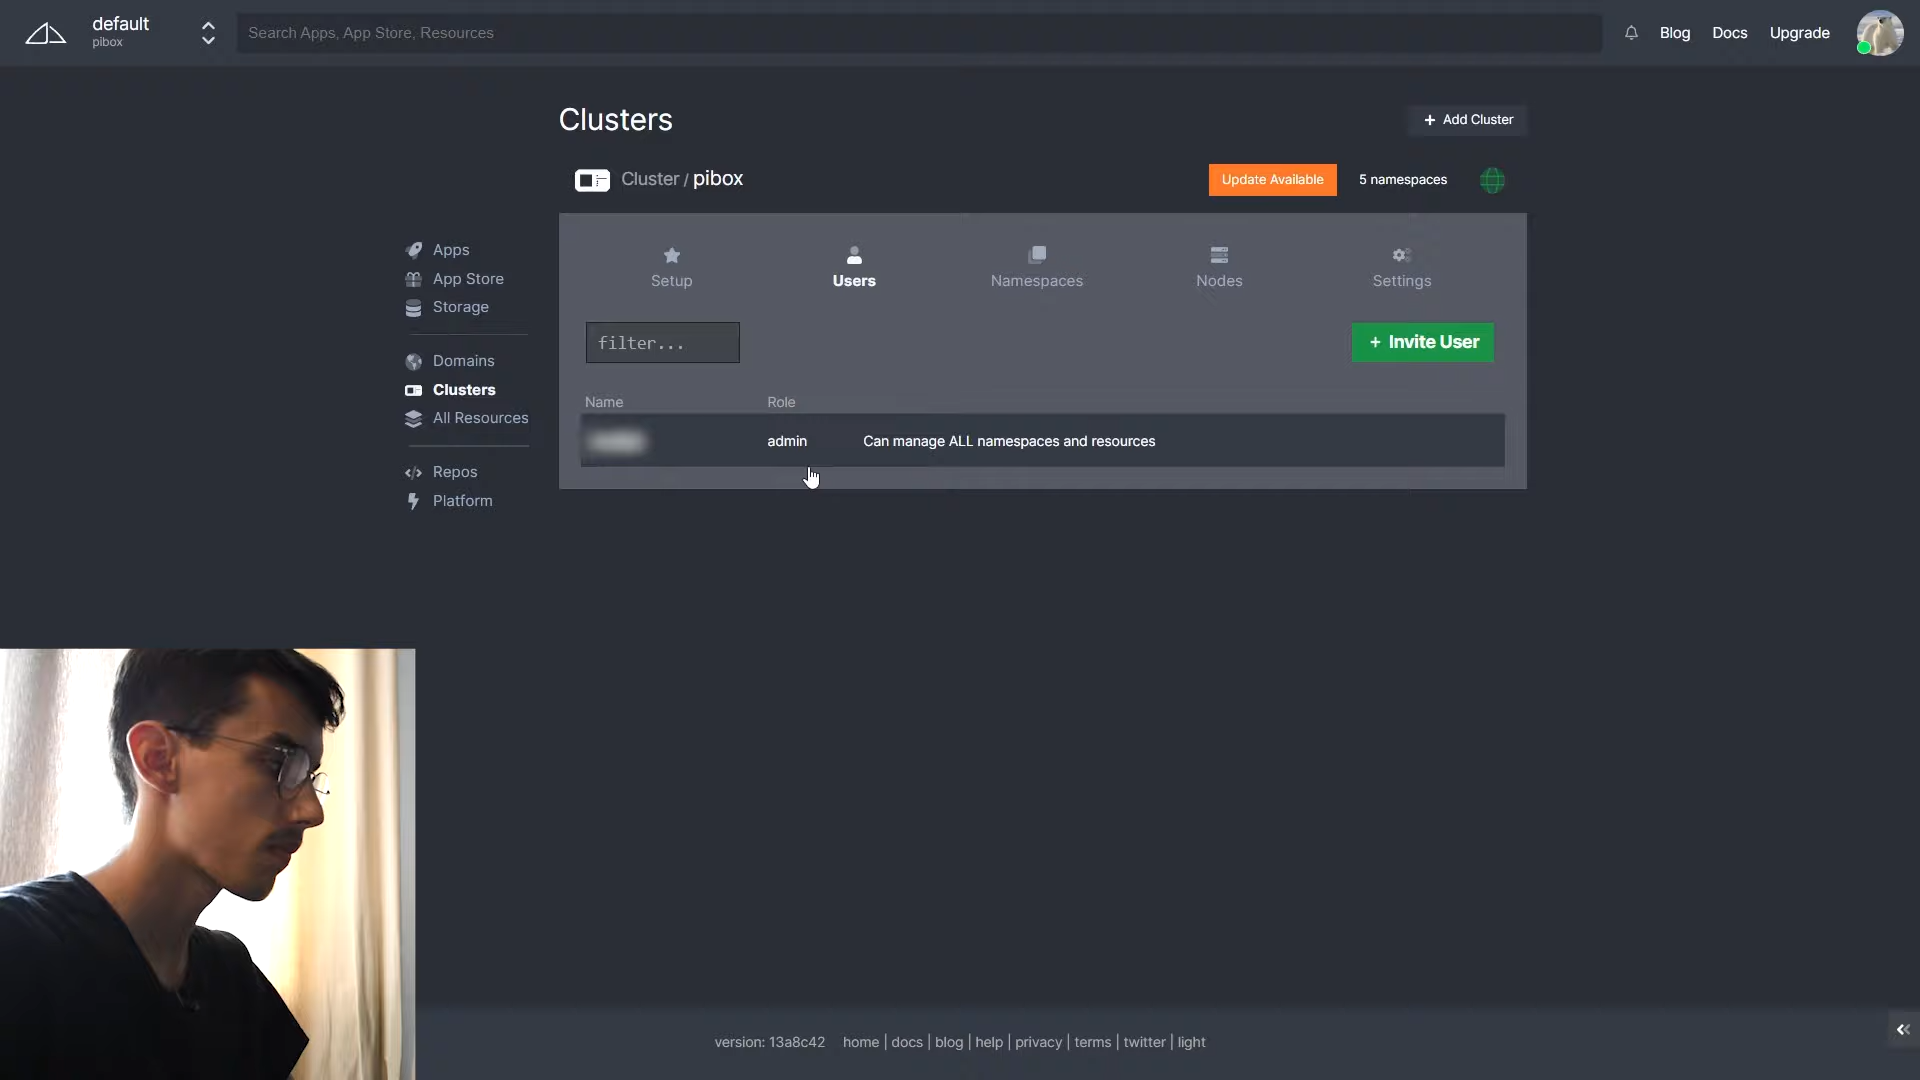 default
pibox
Search Apps, App Store, Resources
Blog
Docs
Upgrade
Clusters
+ Add Cluster
Cluster / pibox
Update Available
5 namespaces
Apps
App Store
Storage
Domains
Clusters
All Resources
Repos
Platform
Setup
Users
Namespaces
Nodes
Settings
filter...
+ Invite User
Name
Role
admin
Can manage ALL namespaces and resources
version: 13a8c42
home | docs | blog | help | privacy | terms | twitter | light